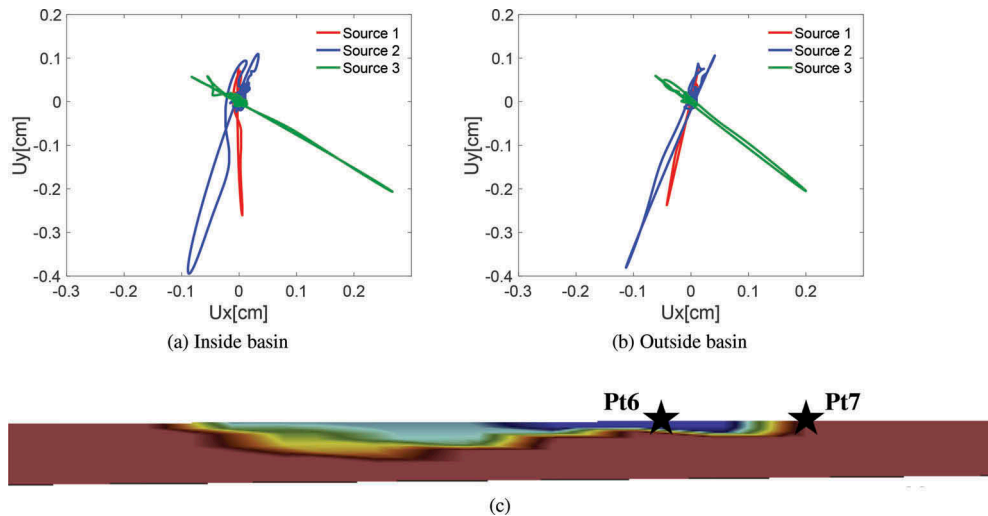 0.2
0.1
0
-0.1
-0.2
-0.3
-0.4
Uy[cm]
-0.3 -0.2 -0.1 0 0.1 0.2
Ux[cm]
Source 1
Source 2
Source 3
(a) Inside basin
0.2
0.1
0
-0.1
-0.2
-0.3
-0.4
Uy[cm]
-0.3 -0.2 -0.1 0 0.1 0.2
Ux[cm]
Source 1
Source 2
Source 3
(b) Outside basin
Pt6 Pt7
(c)